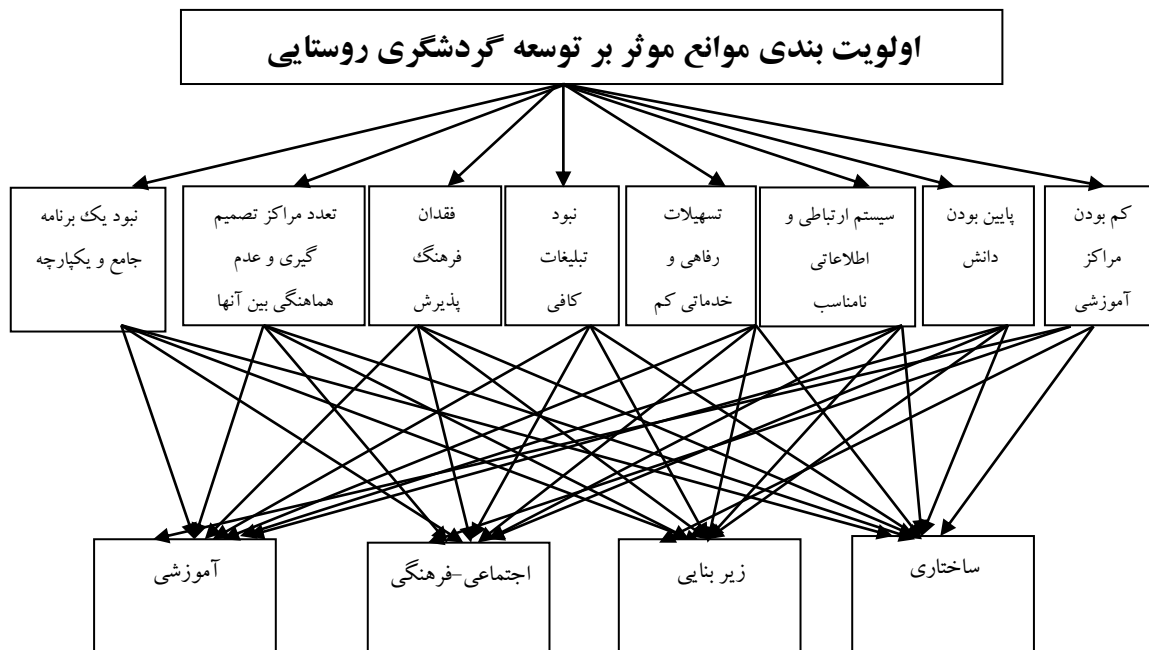 اولویت بندی موانع موثر بر توسعه گردشگری روستایی
کم بودن
مراکز
آموزشی
پایین بودن
دانش
سیستم ارتباطی و
اطلاعاتی
نامناسب
تسهیلات
رفاهی و
خدماتی کم
نبود
تبلیغات
کافی
فقدان
فرهنگ
پذیرش
تعدد مراکز تصمیم
گیری و عدم
هماهنگی بین آنها
نبود یک برنامه
جامع و یکپارچه
ساختاری
زیر بنایی
اجتماعی-فرهنگی
آموزشی